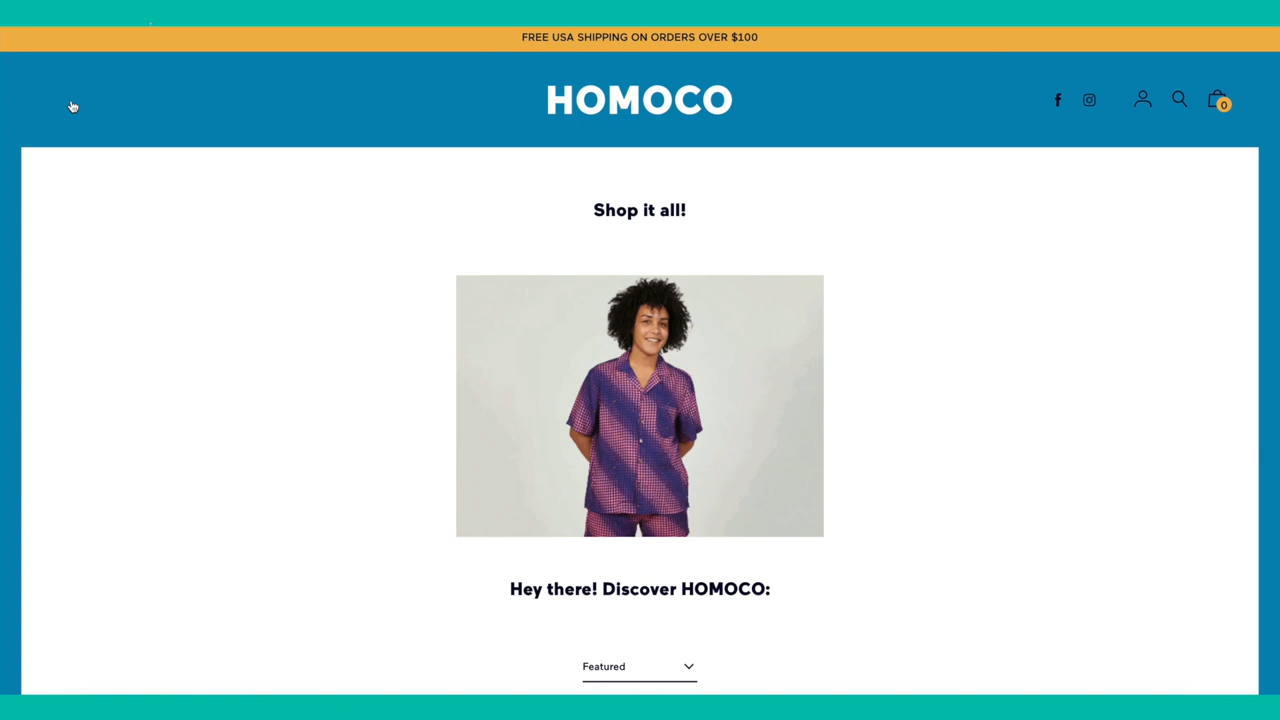 FREE USA SHIPPING ON ORDERS OVER $100
HOMOCO
0
Shop it all!
Hey there! Discover HOMOCO:
Featured